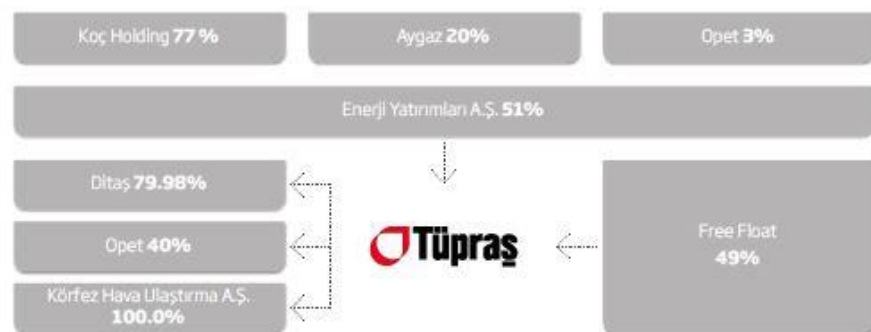 Koç Holding 77 %
Aygaz 20%
Opet 3%
Enerji Yatırımları A.Ş. 51%
Ditaş 79.98%
Opet 40%
Körfez Hava Ulaştırma A.Ş.
100.0%
Tüpraş
Free Float
49%